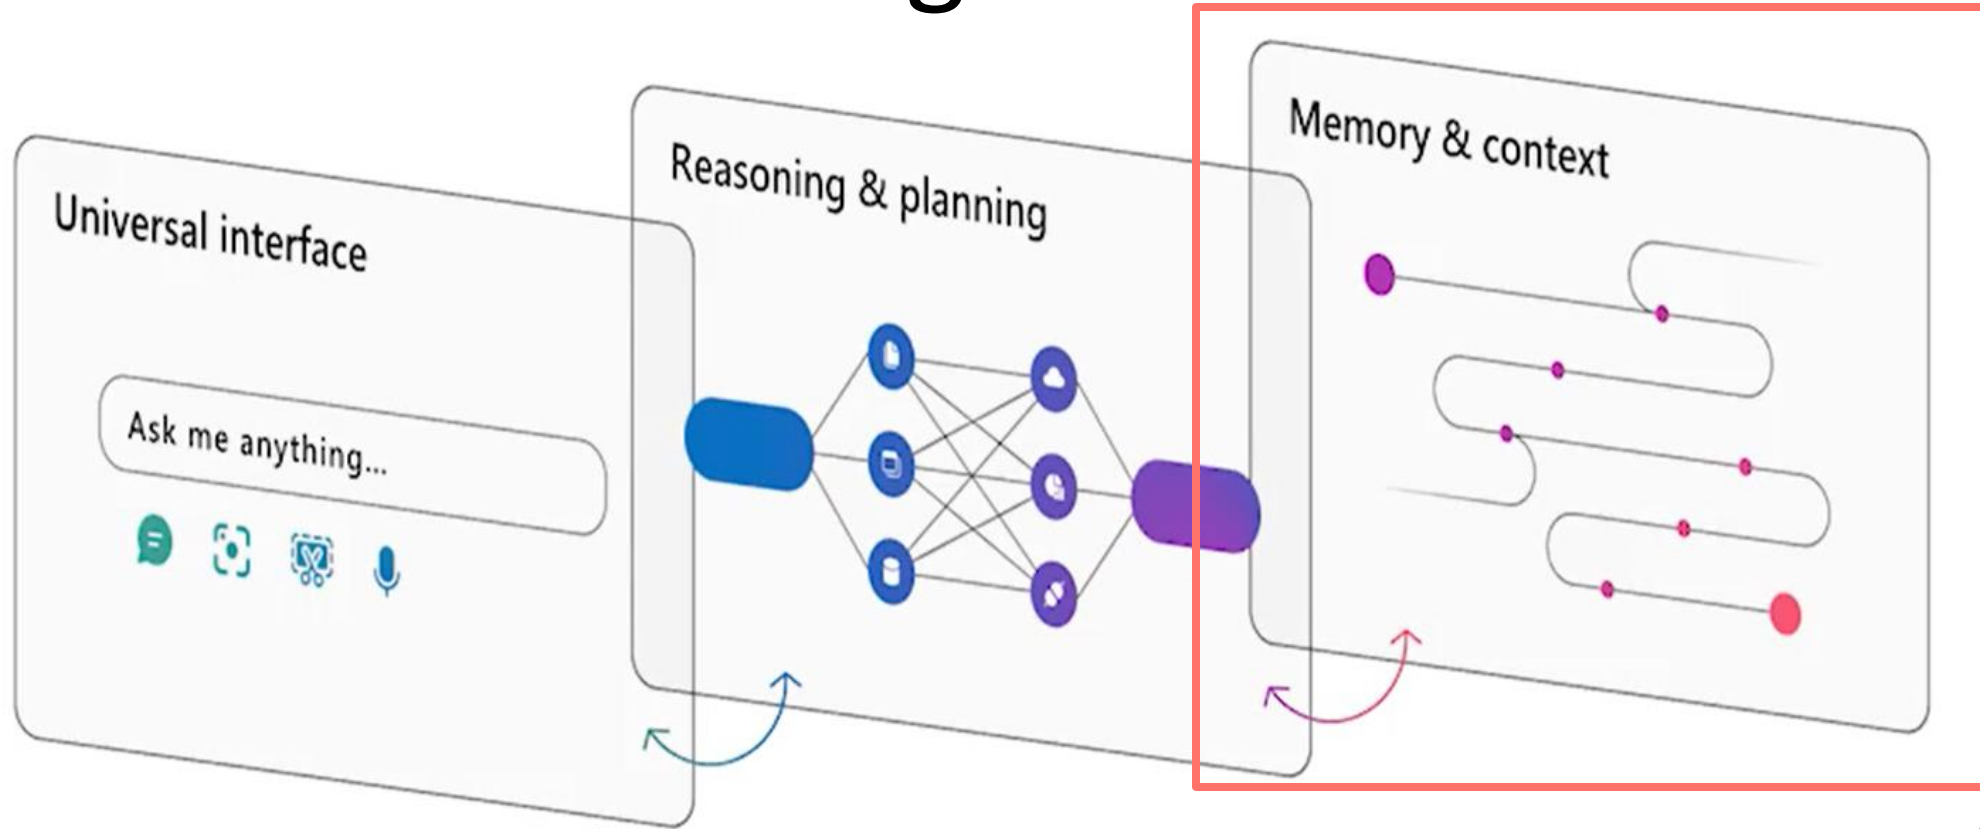 Universal interface
Ask me anything...
Reasoning & planning
Memory & context